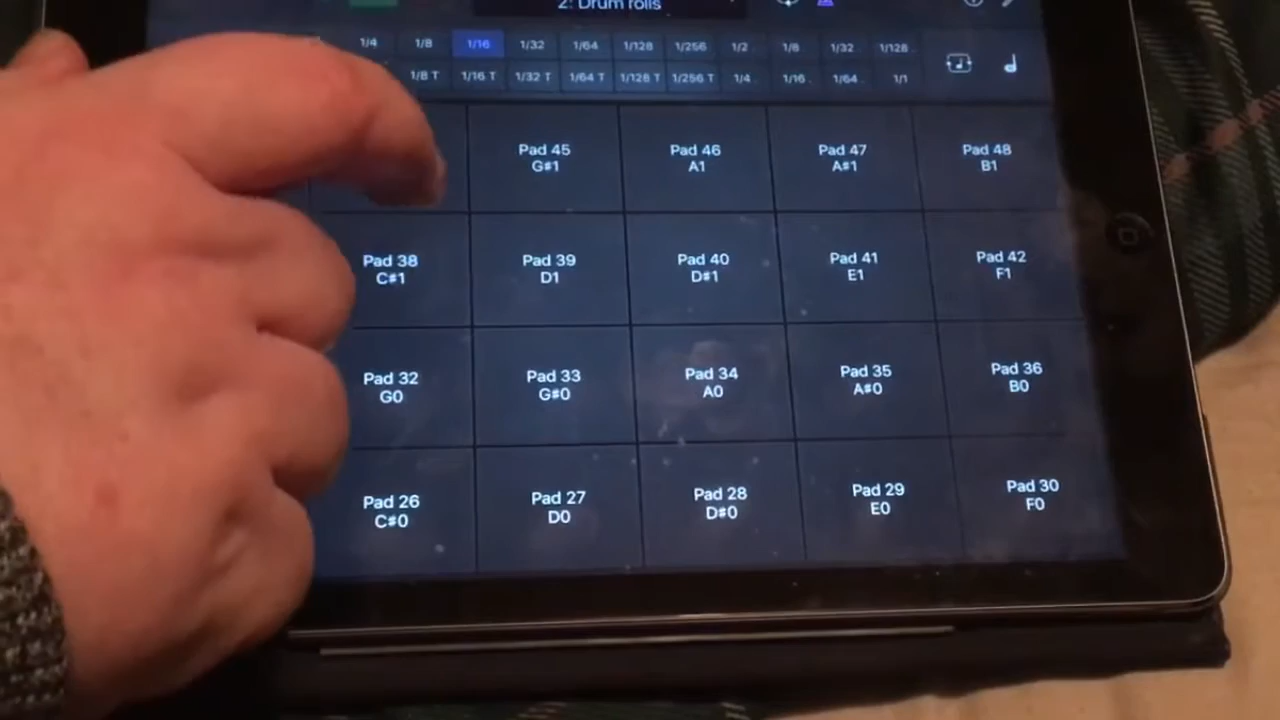 2: Drum rolls
1/4 1/8 1/16 1/32 1/64 1/128 1/256 1/2 . 1/8 . 1/32 . 1/128 .
1/8 T 1/16 T 1/32 T 1/64 T 1/128 T 1/256 T 1/4 . 1/16 . 1/64 . 1/1
Pad 45 Pad 46 Pad 47 Pad 48
G#1 A1 A#1 B1
Pad 38 Pad 39 Pad 40 Pad 41 Pad 42
C#1 D1 D#1 E1 F1
Pad 32 Pad 33 Pad 34 Pad 35 Pad 36
G0 G#0 A0 A#0 B0
Pad 26 Pad 27 Pad 28 Pad 29 Pad 30
C#0 D0 D#0 E0 F0